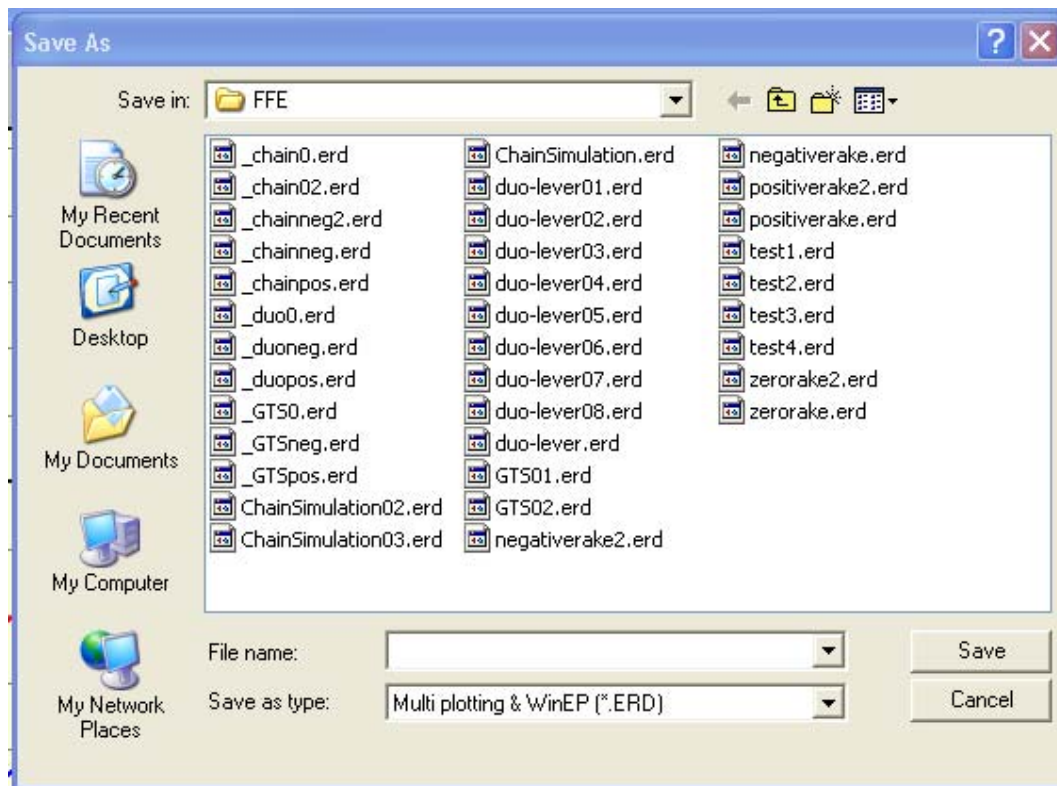 Save As
Save in:
FFE
My Recent
Documents
Desktop
My Documents
My Computer
My Network
Places
_chain0.erd
_chain02.erd
_chainneg2.erd
_chainneg.erd
_chainpos.erd
_duo0.erd
_duoneg.erd
_duopos.erd
_GTS0.erd
_GTSneg.erd
_GTSpos.erd
ChainSimulation02.erd
ChainSimulation03.erd
ChainSimulation.erd
duo-lever01.erd
duo-lever02.erd
duo-lever03.erd
duo-lever04.erd
duo-lever05.erd
duo-lever06.erd
duo-lever07.erd
duo-lever08.erd
duo-lever.erd
GTS01.erd
GTS02.erd
negativerake2.erd
negativerake.erd
positiverake2.erd
positiverake.erd
test1.erd
test2.erd
test3.erd
test4.erd
zerorake2.erd
zerorake.erd
File name:
Save
Save as type:
Multi plotting & WinEP (*.ERD)
Cancel